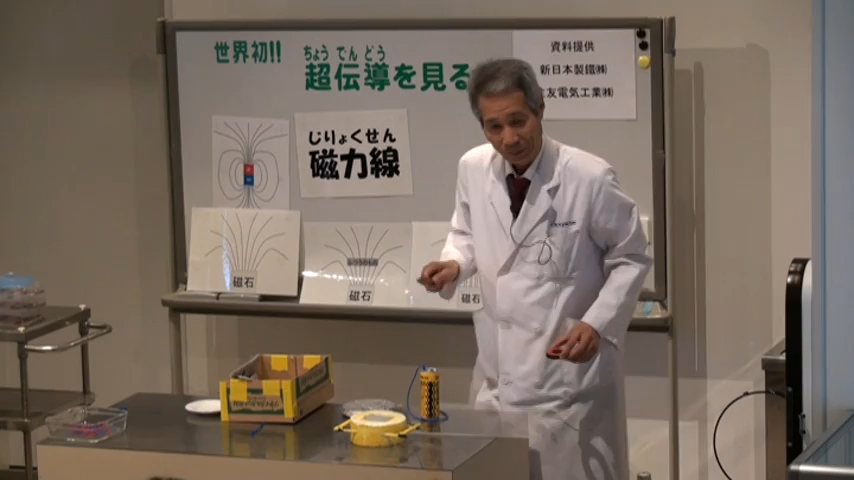 世界初!!
ちょう でん どう
超伝導を見る
資料提供
新日本製鐵㈱
友電気工業㈱
じりょくせん
磁力線
磁石
磁石
磁石